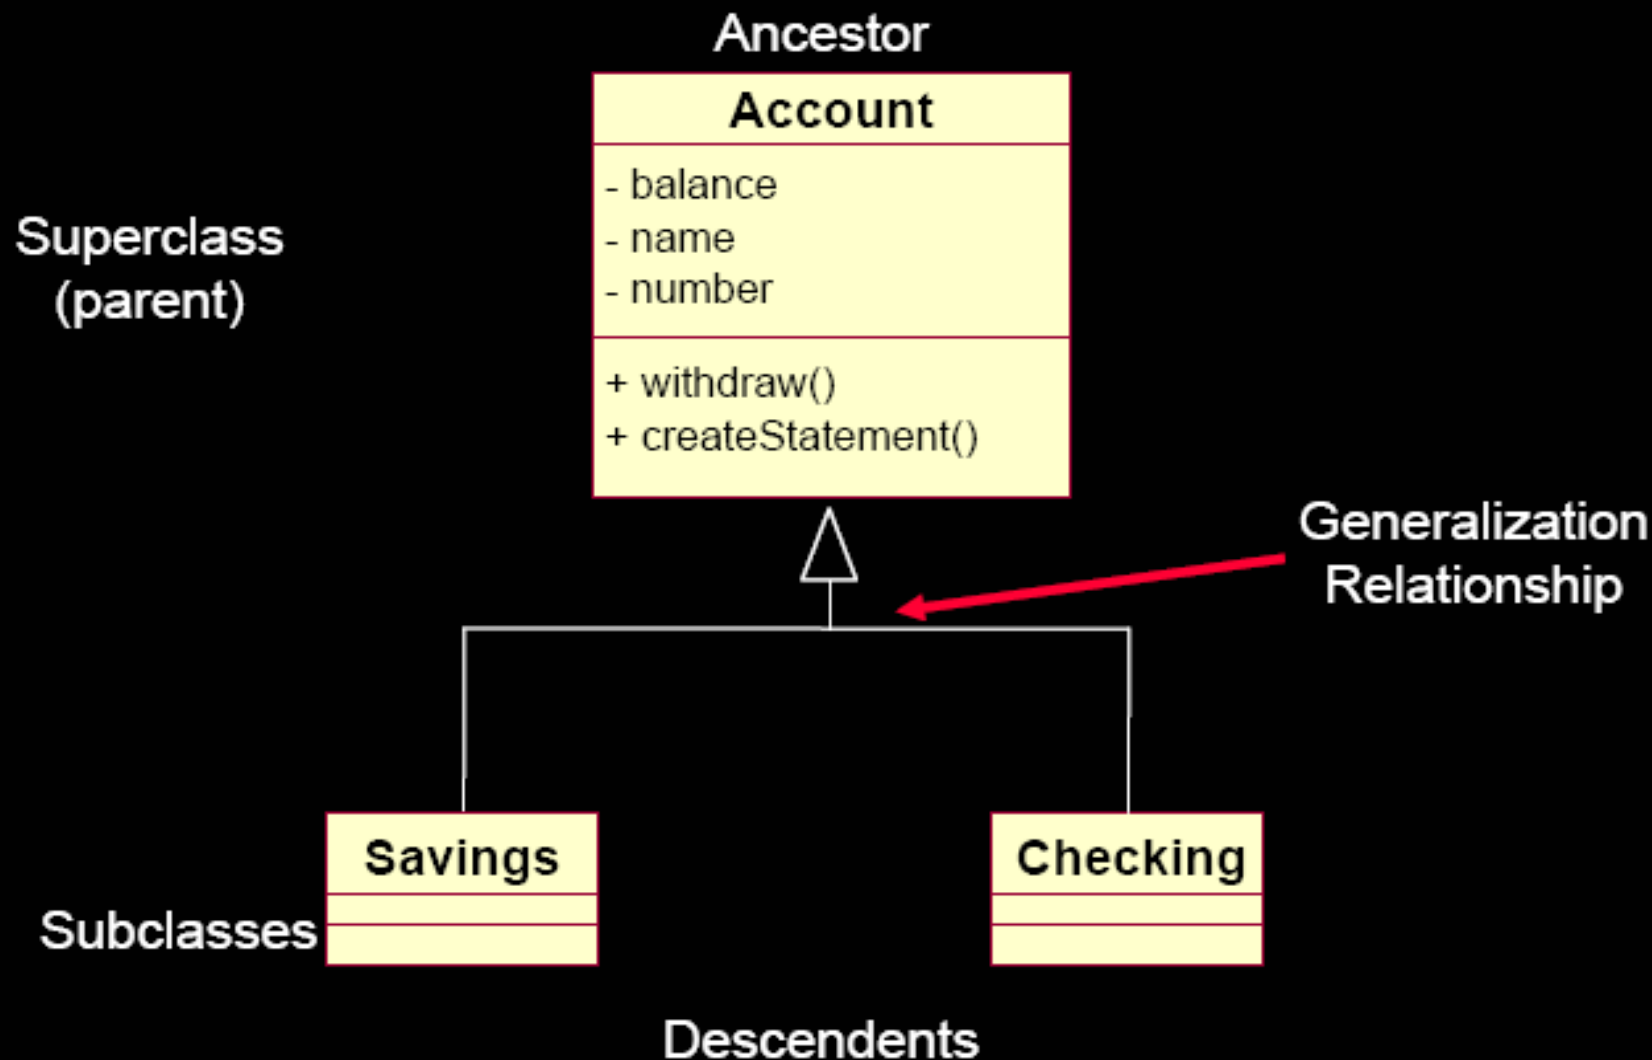 Ancestor
Account
- balance
- name
- number
+ withdraw()
+ createStatement()
Superclass
(parent)
Generalization
Relationship
Savings
Checking
Subclasses
Descendents